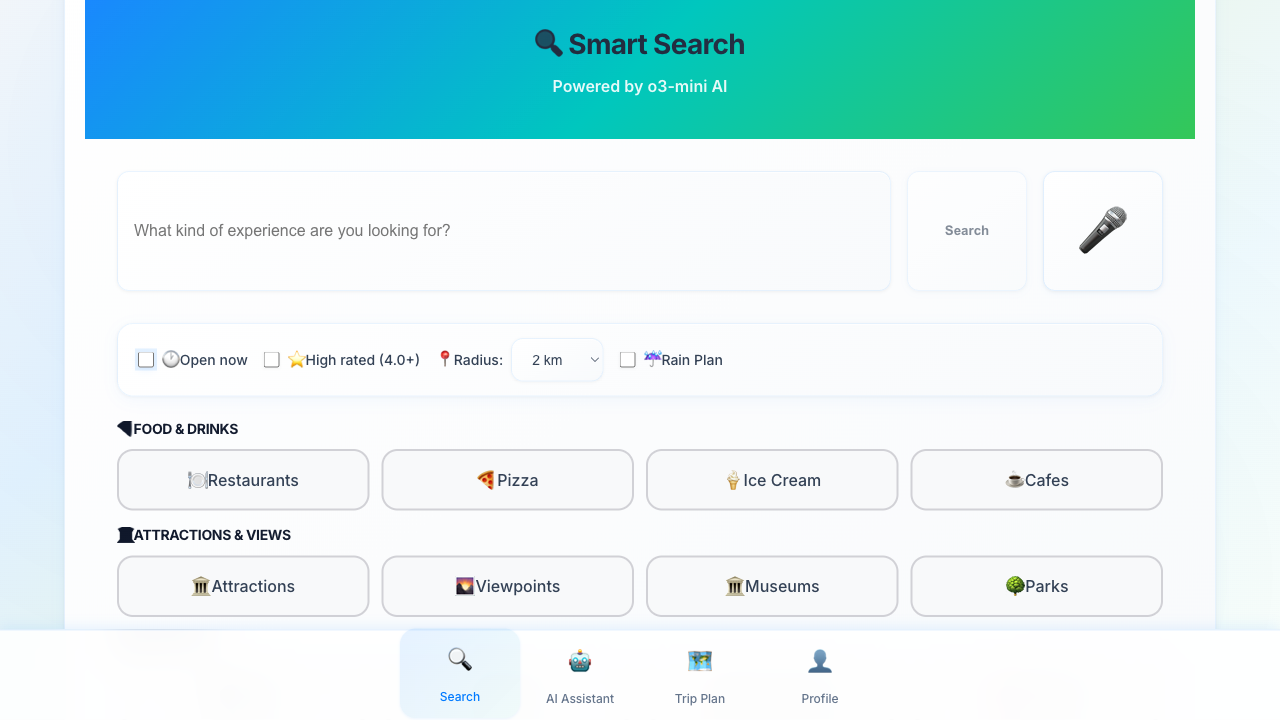 Smart Search
Powered by o3-mini AI
What kind of experience are you looking for?
Search
Open now
High rated (4.0+)
Radius:
2 km
Rain Plan
FOOD & DRINKS
Restaurants
Pizza
Ice Cream
Cafes
ATTRACTIONS & VIEWS
Attractions
Viewpoints
Museums
Parks
Search
AI Assistant
Trip Plan
Profile